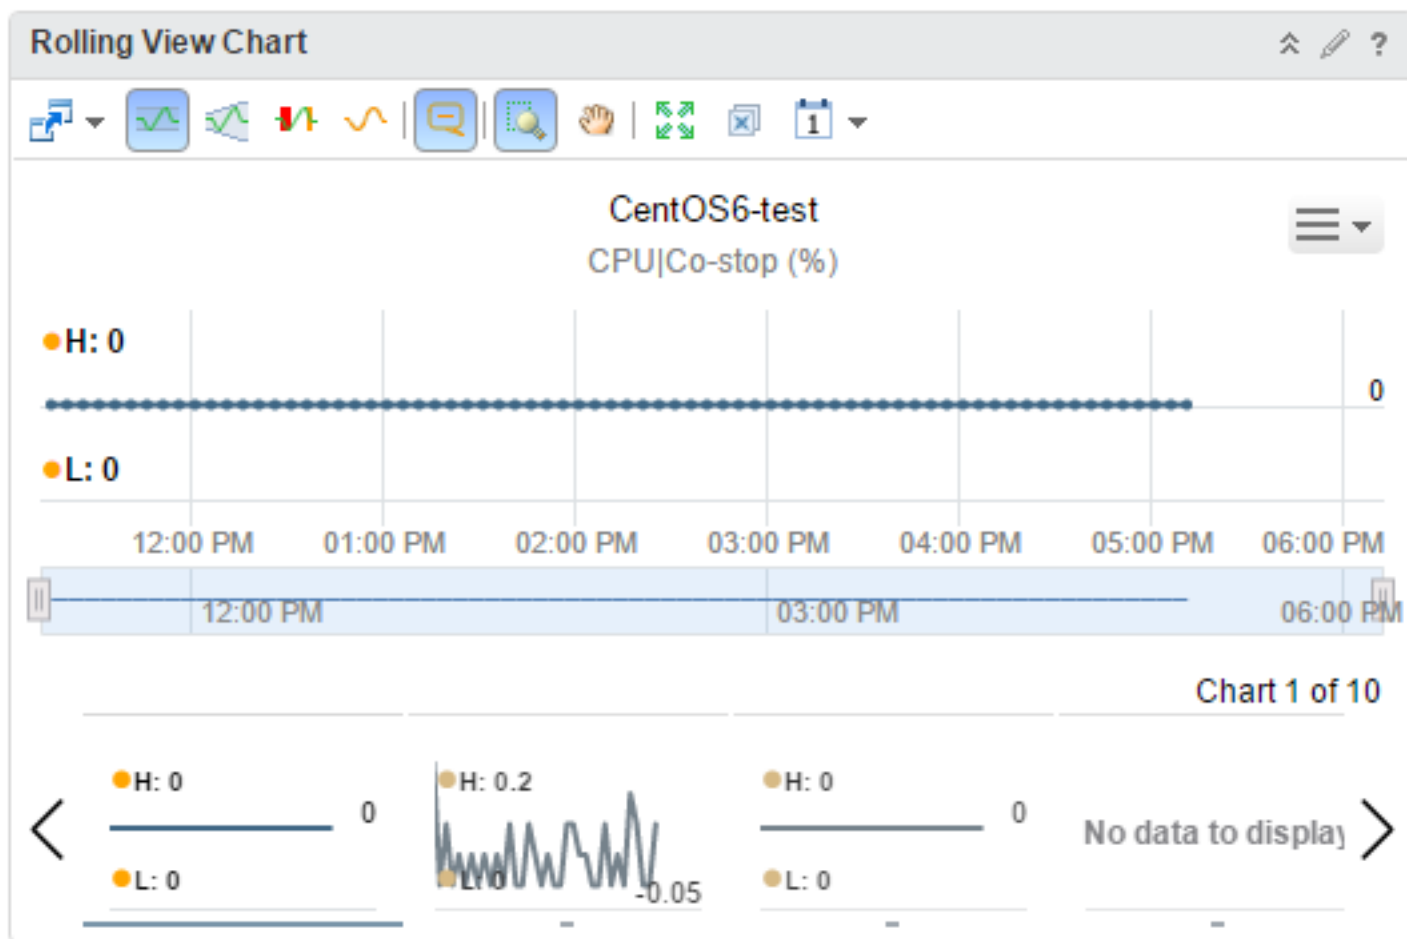 Rolling View Chart
?
1
CentOS6-test
CPU|Co-stop (%)
H: 0
0
L: 0
12:00 PM 01:00 PM 02:00 PM 03:00 PM 04:00 PM 05:00 PM 06:00 PM
12:00 PM 03:00 PM 06:00 PM
Chart 1 of 10
H: 0 H: 0.2 H: 0
0 0
No data to display
L: 0 L: 0 L: 0
-0.05